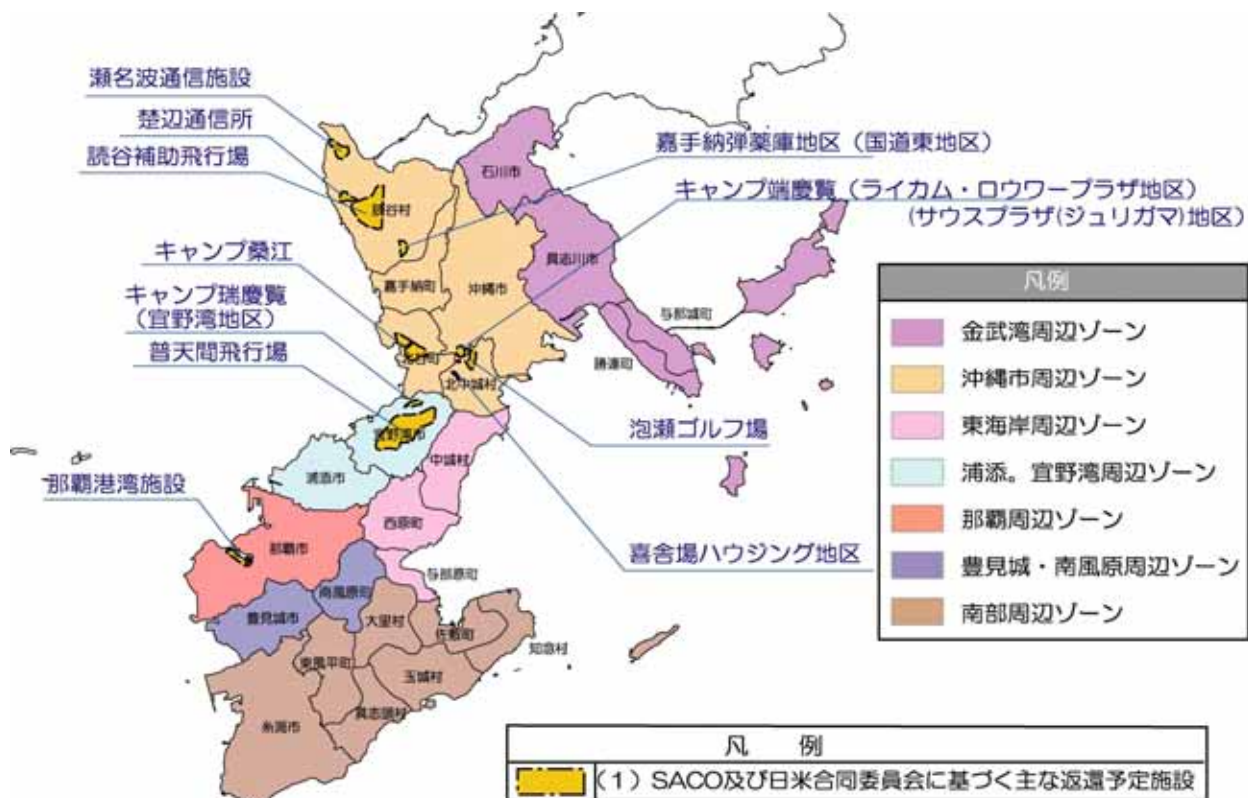 瀬名波通信施設
楚辺通信所
読谷補助飛行場
嘉手納弾薬庫地区（国道東地区）
キャンプ端慶覧（ライカム・ロウワープラザ地区）
(サウスプラザ(ジュリガマ)地区)
キャンプ桑江
キャンプ瑞慶覧
（宜野湾地区）
普天間飛行場
泡瀬ゴルフ場
那覇港湾施設
喜舎場ハウジング地区
石川市
読谷村
具志川市
嘉手納町
沖縄市
与那城町
勝連町
北中城村
宜野湾市
中城村
浦添市
西原町
那覇市
与那原町
南風原町
豊見城市
大里村
佐敷町
知念村
東風平町
玉城村
具志頭村
糸満市
凡例
金武湾周辺ゾーン
沖縄市周辺ゾーン
東海岸周辺ゾーン
浦添。宜野湾周辺ゾーン
那覇周辺ゾーン
豊見城・南風原周辺ゾーン
南部周辺ゾーン
凡 例
（１）SACO及び日米合同委員会に基づく主な返還予定施設